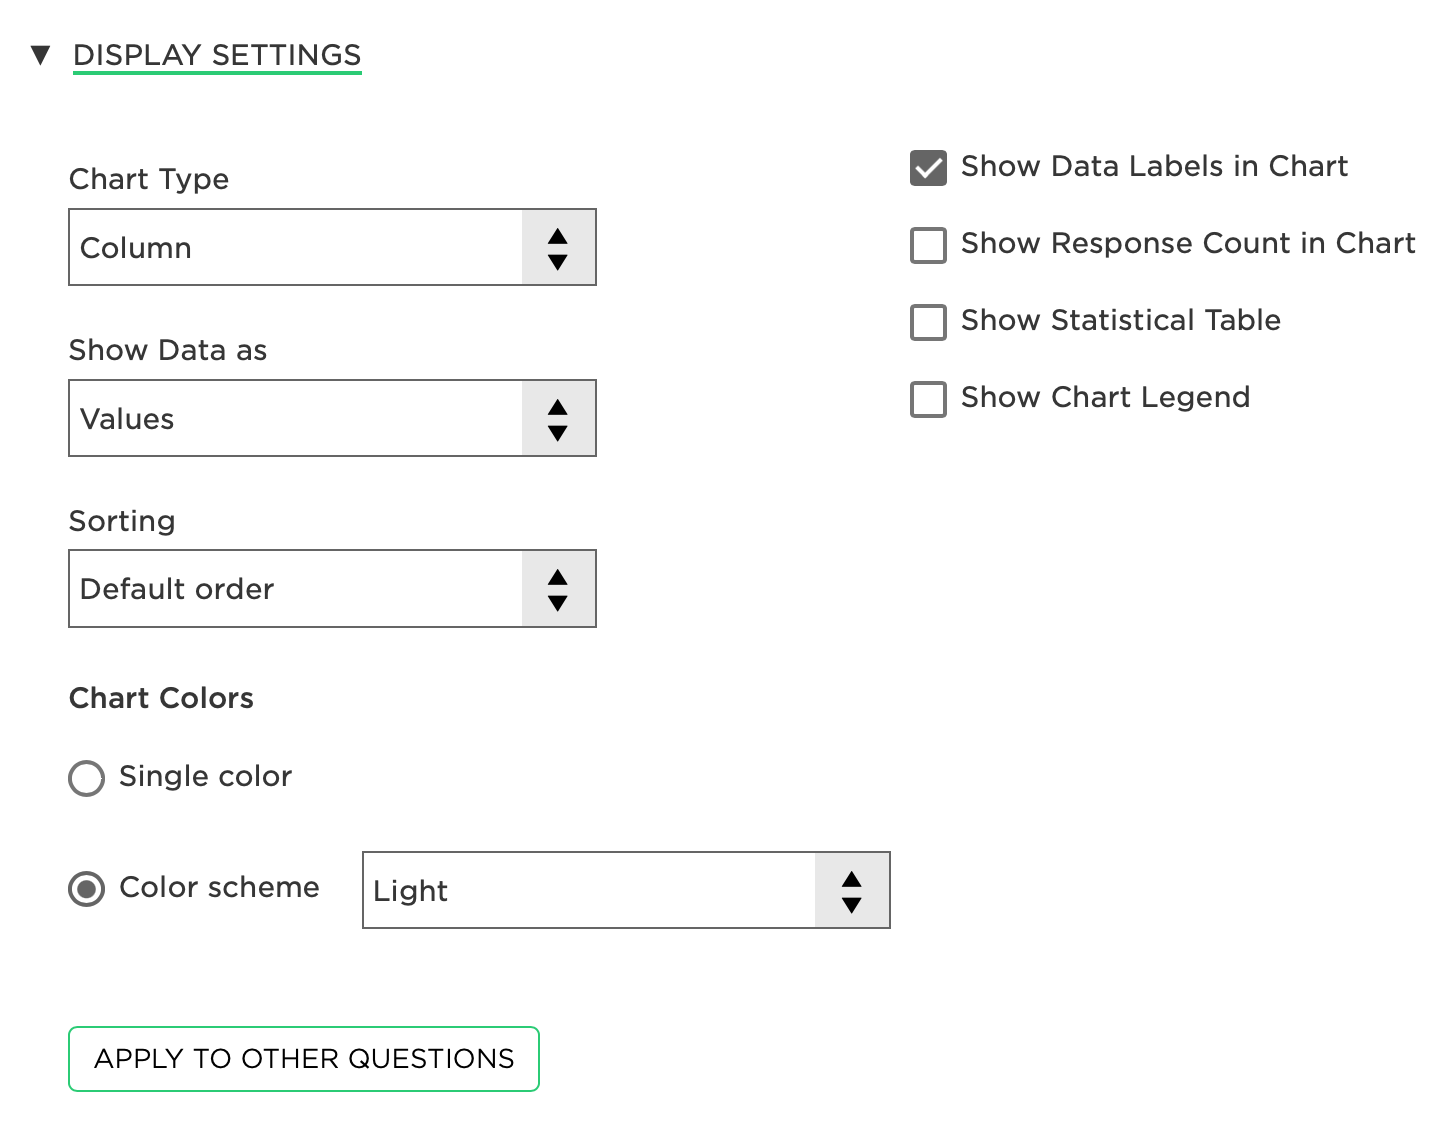 ▼ DISPLAY SETTINGS
Chart Type
Column
Show Data as
Values
Sorting
Default order
Chart Colors
Single color
Color scheme
Light
Show Data Labels in Chart
Show Response Count in Chart
Show Statistical Table
Show Chart Legend
APPLY TO OTHER QUESTIONS